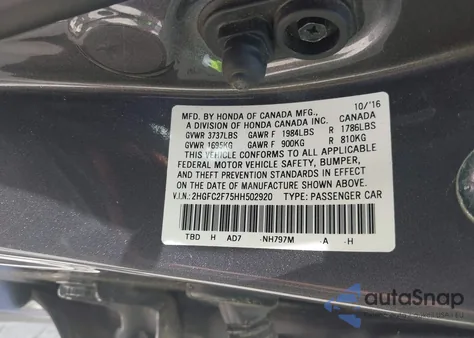 MFD. BY HONDA OF CANADA MFG., 10/'16
A DIVISION OF HONDA CANADA INC. CANADA
GVWR 3737LBS GAWR F 1984LBS R 1786LBS
GVWR 1695KG GAWR F 900KG R 810KG
THIS VEHICLE CONFORMS TO ALL APPLICABLE
FEDERAL MOTOR VEHICLE SAFETY, BUMPER,
AND THEFT PREVENTION STANDARDS IN EFFECT
ON THE DATE OF MANUFACTURE SHOWN ABOVE.
V.I.N.: 2HGFC2F75HH502920 TYPE: PASSENGER CAR
TBD H AD7 -NH797M -A -H
autoSnap